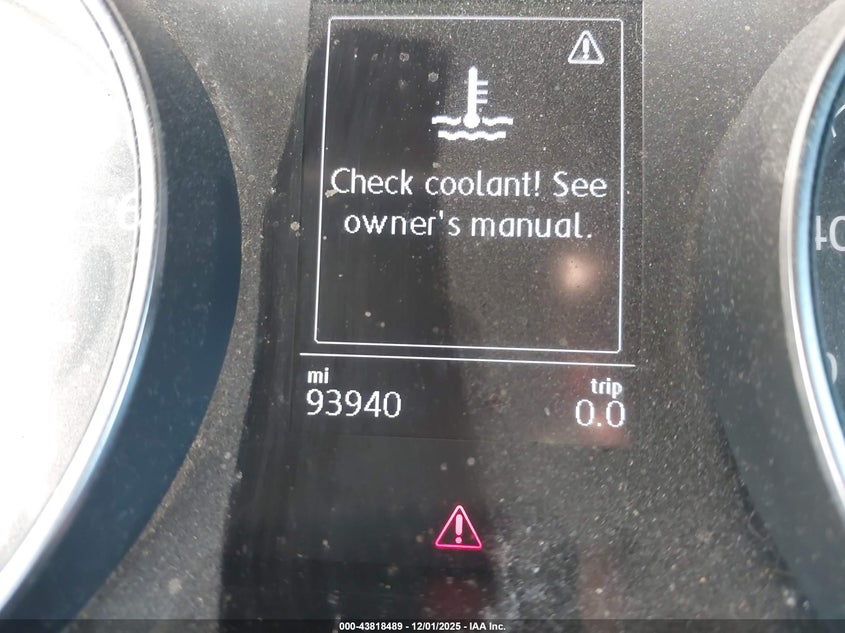 Check coolant! See
owner's manual.
mi
trip
93940
0.0
000-43818489 - 12/01/2025 - IAA Inc.